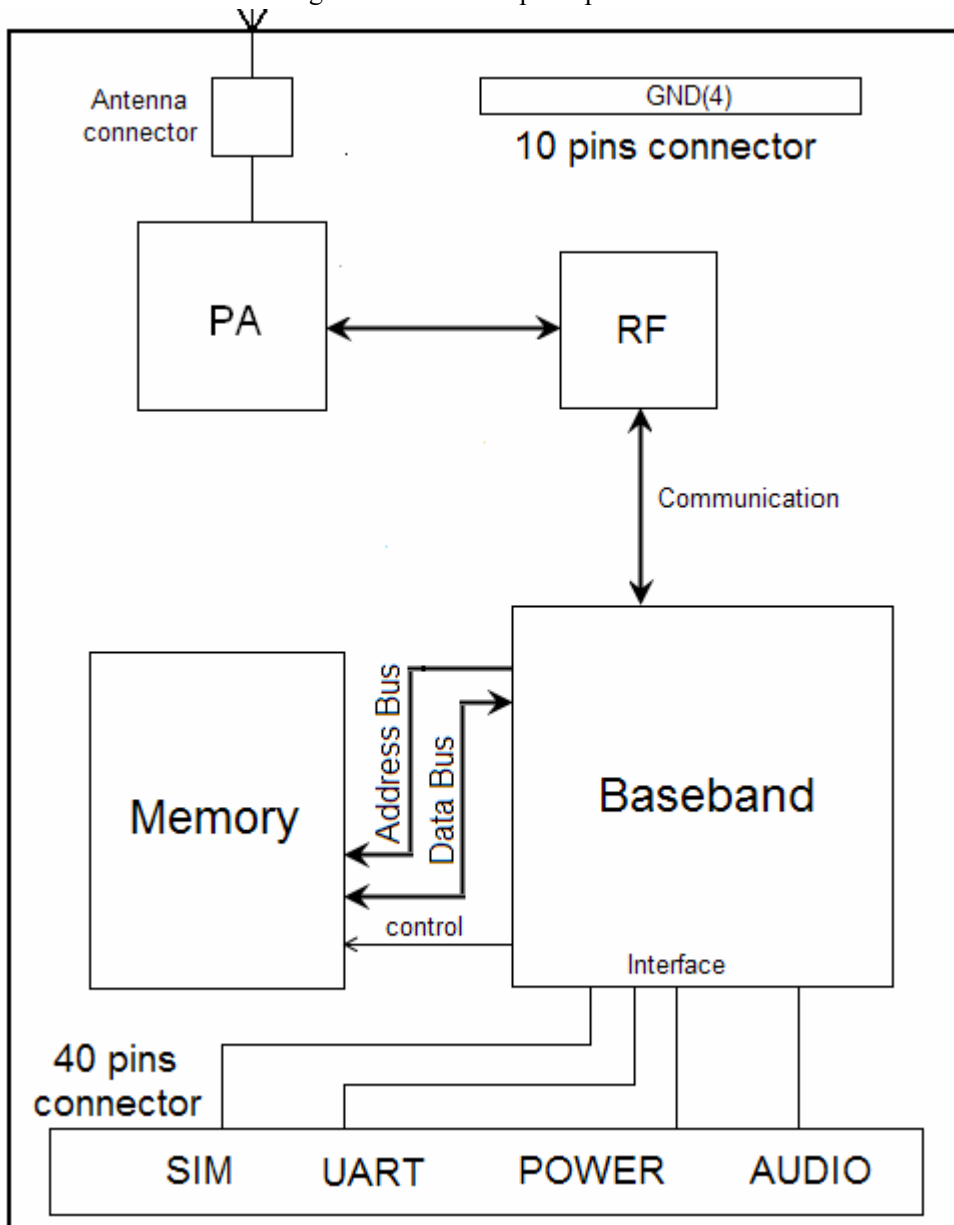 Antenna
connector
GND(4)
10 pins connector
PA
RF
Communication
Address Bus
Data Bus
Memory
Baseband
control
Interface
40 pins
connector
SIM UART POWER AUDIO